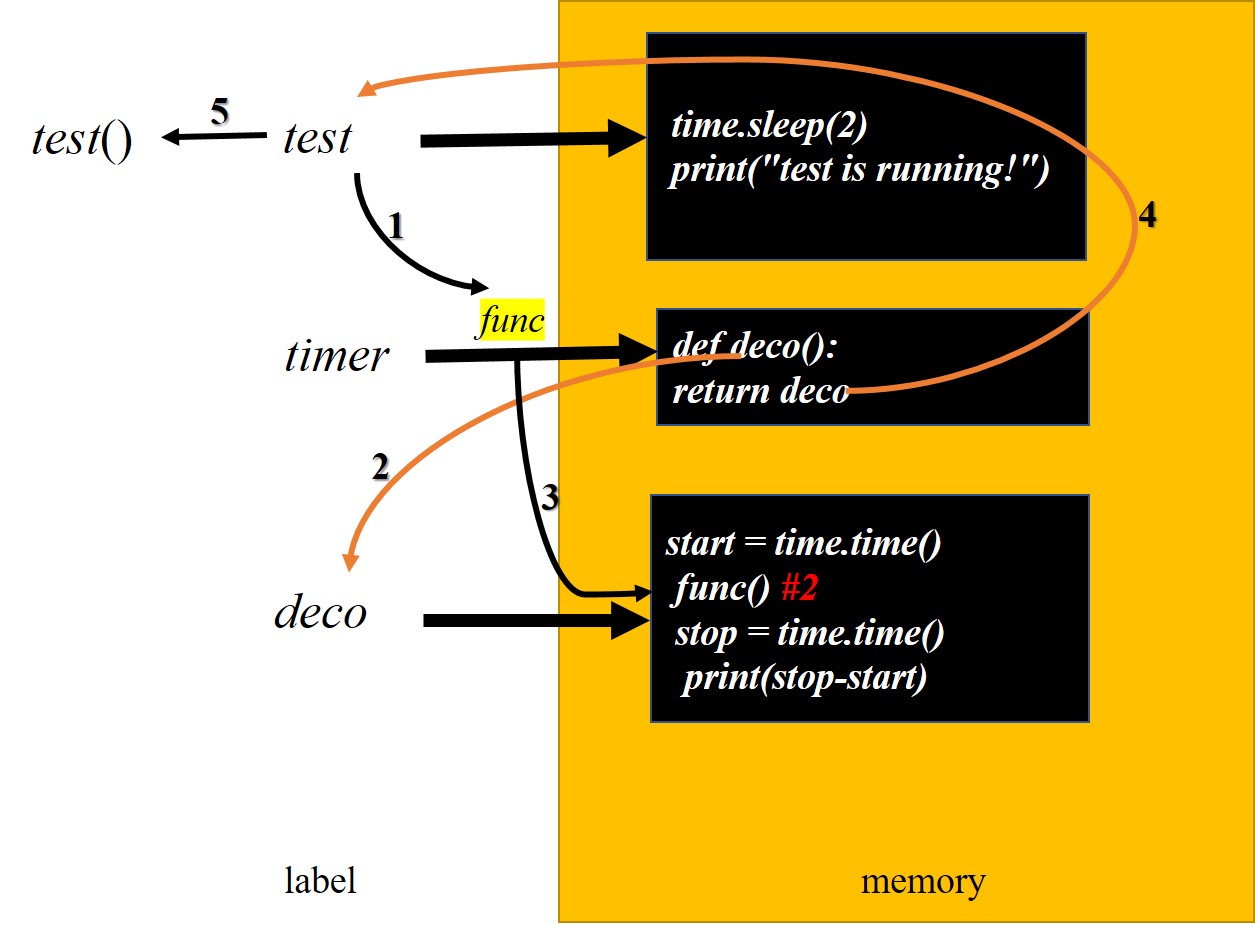 time.sleep(2)
print("test is running!")
5
test()
test
1
4
func
timer
def deco():
return deco
2
3
start = time.time()
func() #2
stop = time.time()
print(stop-start)
deco
label
memory